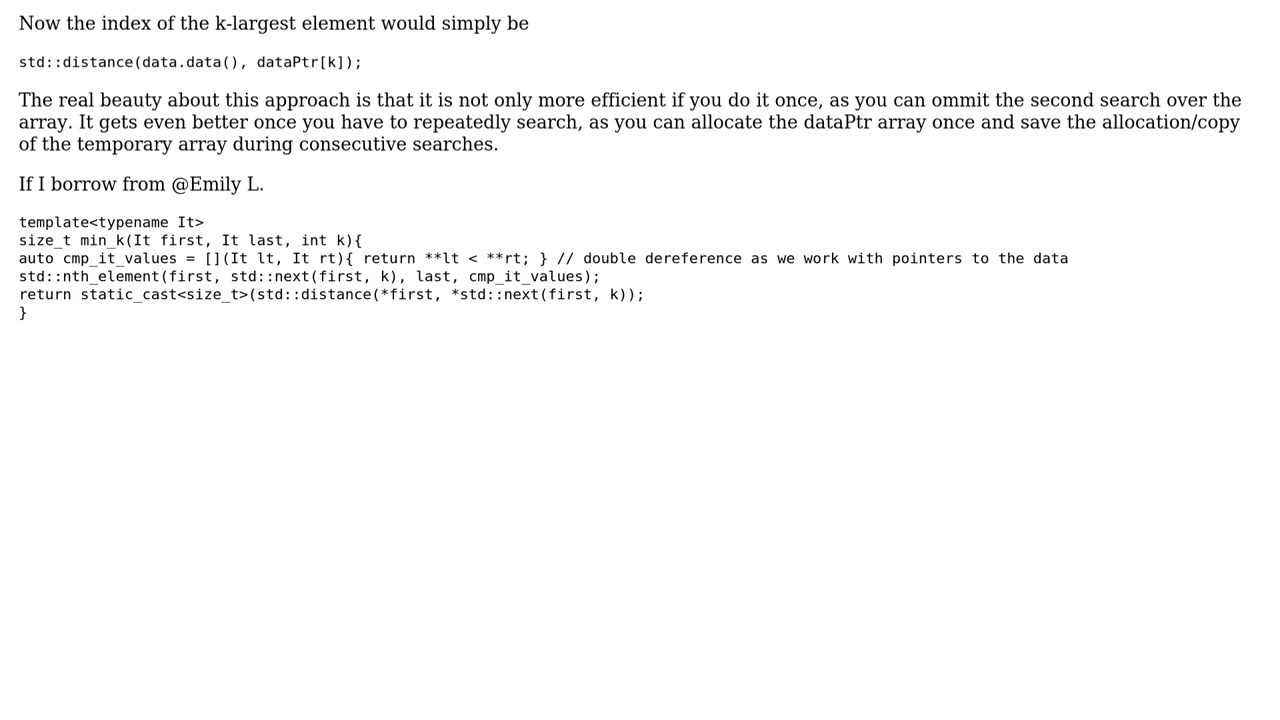 Now the index of the k-largest element would simply be
std::distance(data.data(), dataPtr[k]);
The real beauty about this approach is that it is not only more efficient if you do it once, as you can ommit the second search over the
array. It gets even better once you have to repeatedly search, as you can allocate the dataPtr array once and save the allocation/copy
of the temporary array during consecutive searches.
If I borrow from @Emily L.
template<typename It>
size_t min_k(It first, It last, int k){
auto cmp_it_values = [](It lt, It rt){ return **lt < **rt; } // double dereference as we work with pointers to the data
std::nth_element(first, std::next(first, k), last, cmp_it_values);
return static_cast<size_t>(std::distance(*first, *std::next(first, k));
}